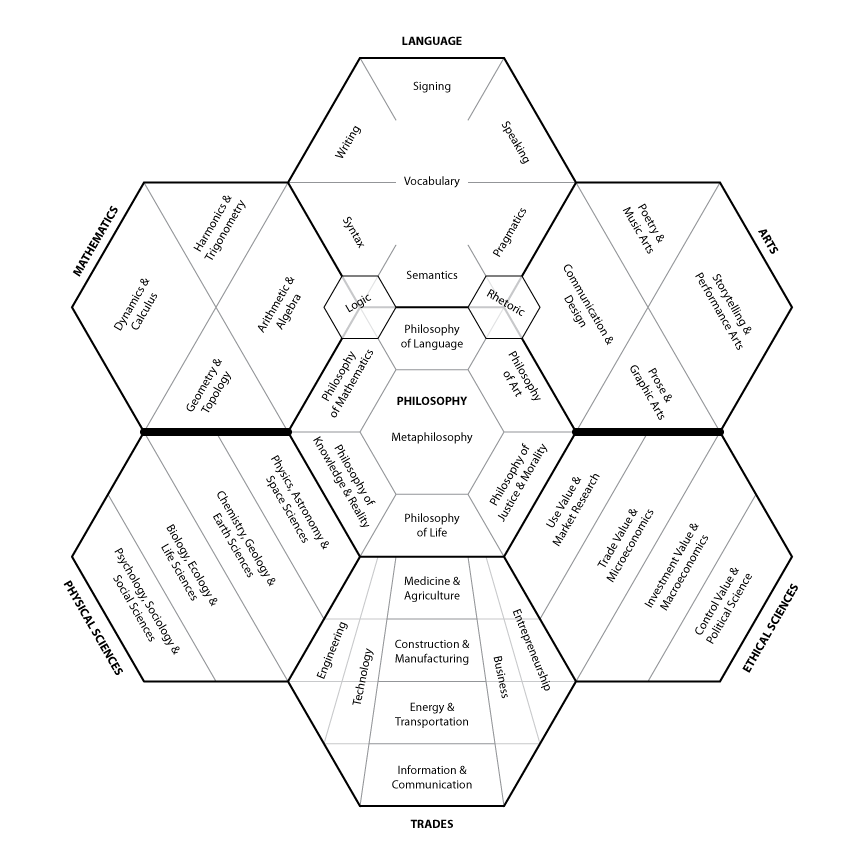 LANGUAGE
Signing
Writing
Speaking
Vocabulary
Syntax
Pragmatics
Semantics
MATHEMATICS
Harmonics &
Trigonometry
Dynamics &
Calculus
Arithmetic &
Algebra
Geometry &
Topology
Logic
Rhetoric
ARTS
Poetry &
Music Arts
Storytelling &
Performance Arts
Communication &
Design
Prose &
Graphic Arts
Philosophy
of Language
Philosophy
of Mathematics
Philosophy
of Art
PHILOSOPHY
Metaphilosophy
Philosophy of
Knowledge & Reality
Philosophy of
Justice & Morality
Philosophy
of Life
PHYSICAL SCIENCES
Physics, Astronomy &
Space Sciences
Chemistry, Geology &
Earth Sciences
Biology, Ecology &
Life Sciences
Psychology, Sociology &
Social Sciences
ETHICAL SCIENCES
Use Value &
Market Research
Trade Value &
Microeconomics
Investment Value &
Macroeconomics
Control Value &
Political Science
Medicine &
Agriculture
Engineering
Technology
Construction &
Manufacturing
Business
Entrepreneurship
Energy &
Transportation
Information &
Communication
TRADES